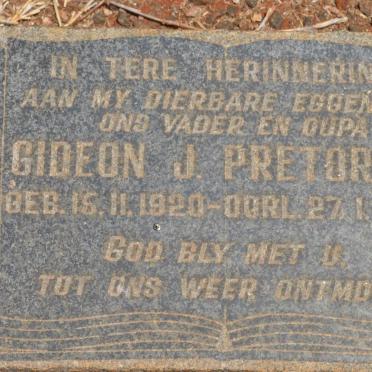 IN TERE HERINNERIN
AAN MY DIERBARE EGGEN
ONS VADER EN OUPA
GIDEON J. PRETOR
GEB. 15. 11. 1920-OORL. 27. 1.
GOD BLY MET U,
TOT ONS WEER ONTMO